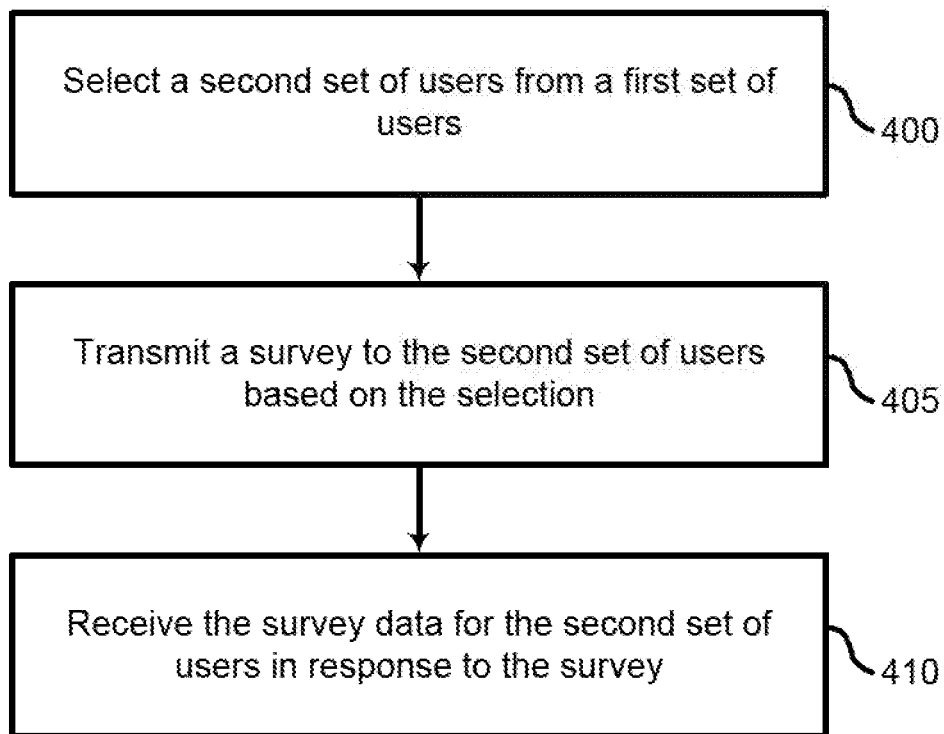 Select a second set of users from a first set of
users
400
Transmit a survey to the second set of users
based on the selection
405
Receive the survey data for the second set of
users in response to the survey
410